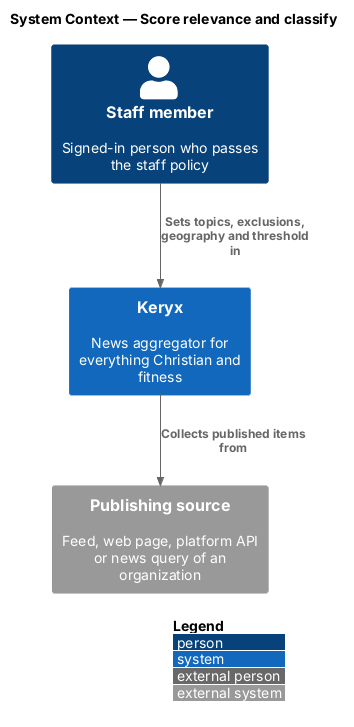 System Context — Score relevance and classify
Staff member
Signed-in person who passes
the staff policy
Sets topics, exclusions,
geography and threshold
in
Keryx
News aggregator for
everything Christian and
fitness
Collects published items
from
Publishing source
Feed, web page, platform API
or news query of an
organization
Legend
person
system
external person
external system